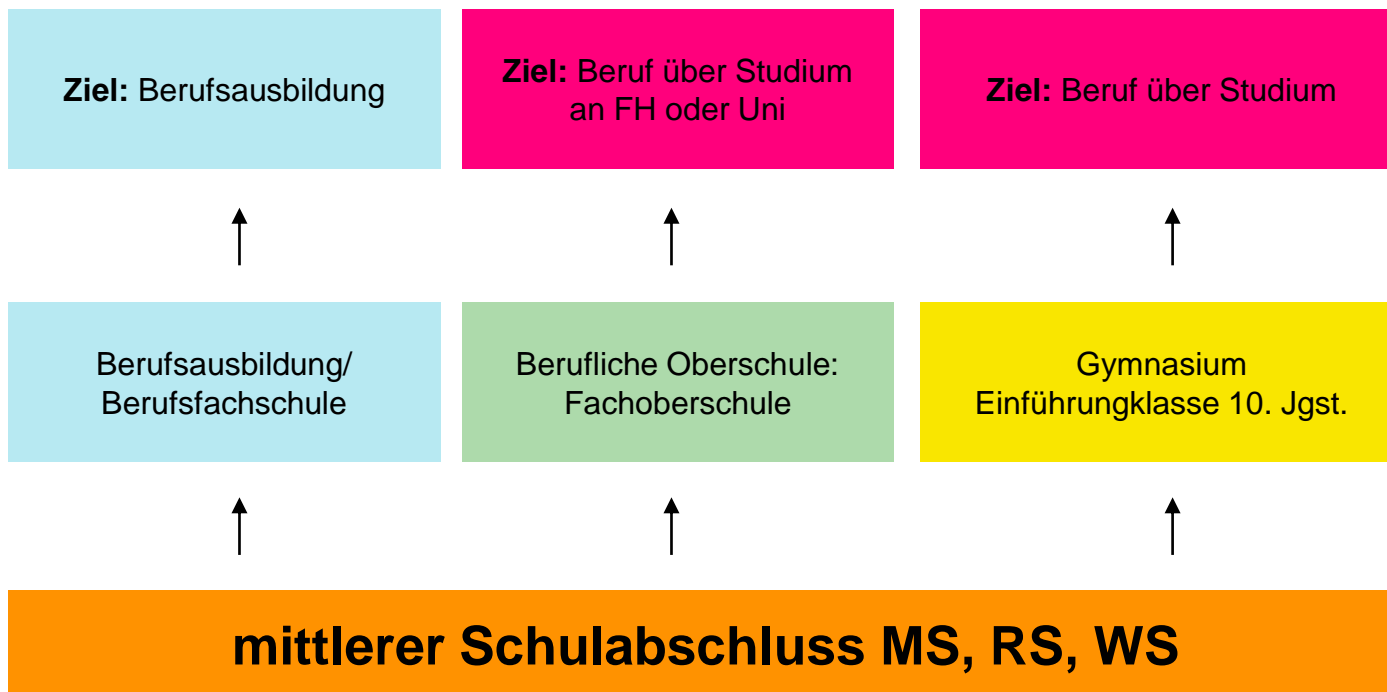 Ziel: Berufsausbildung
Ziel: Beruf über Studium
an FH oder Uni
Ziel: Beruf über Studium
Berufsausbildung/
Berufsfachschule
Berufliche Oberschule:
Fachoberschule
Gymnasium
Einführungklasse 10. Jgst.
mittlerer Schulabschluss MS, RS, WS